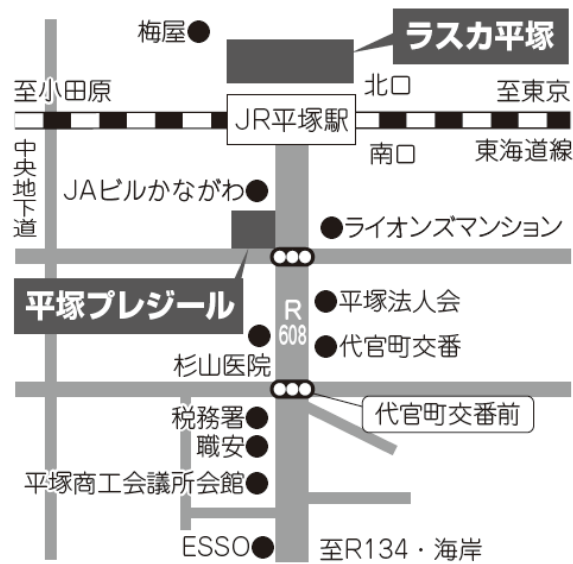 梅屋
ラスカ平塚
至小田原
北口
至東京
JR平塚駅
中央地下道
南口
東海道線
JAビルかながわ
ライオンズマンション
平塚プレジール
R
608
平塚法人会
代官町交番
杉山医院
代官町交番前
税務署
職安
平塚商工会議所会館
ESSO
至R134・海岸